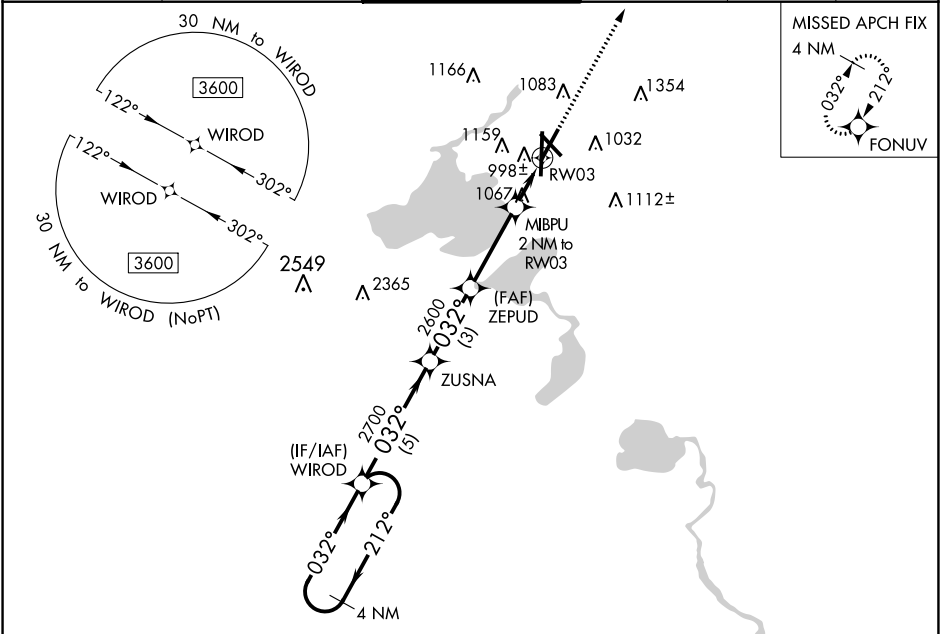 30 NM to WIROD
3600
122°
WIROD
302°
122°
WIROD
302°
3600
30 NM to WIROD (NoPT)
MISSED APCH FIX
4 NM
032°
212°
FONUV
1166
1083
1354
1159
1032
998±
RW03
1067
1112±
MIBPU
2 NM to
RW03
2549
2365
(FAF)
ZEPUD
2600
032°
(3)
ZUSNA
2700
032°
(5)
(IF/IAF)
WIROD
032°
212°
4 NM